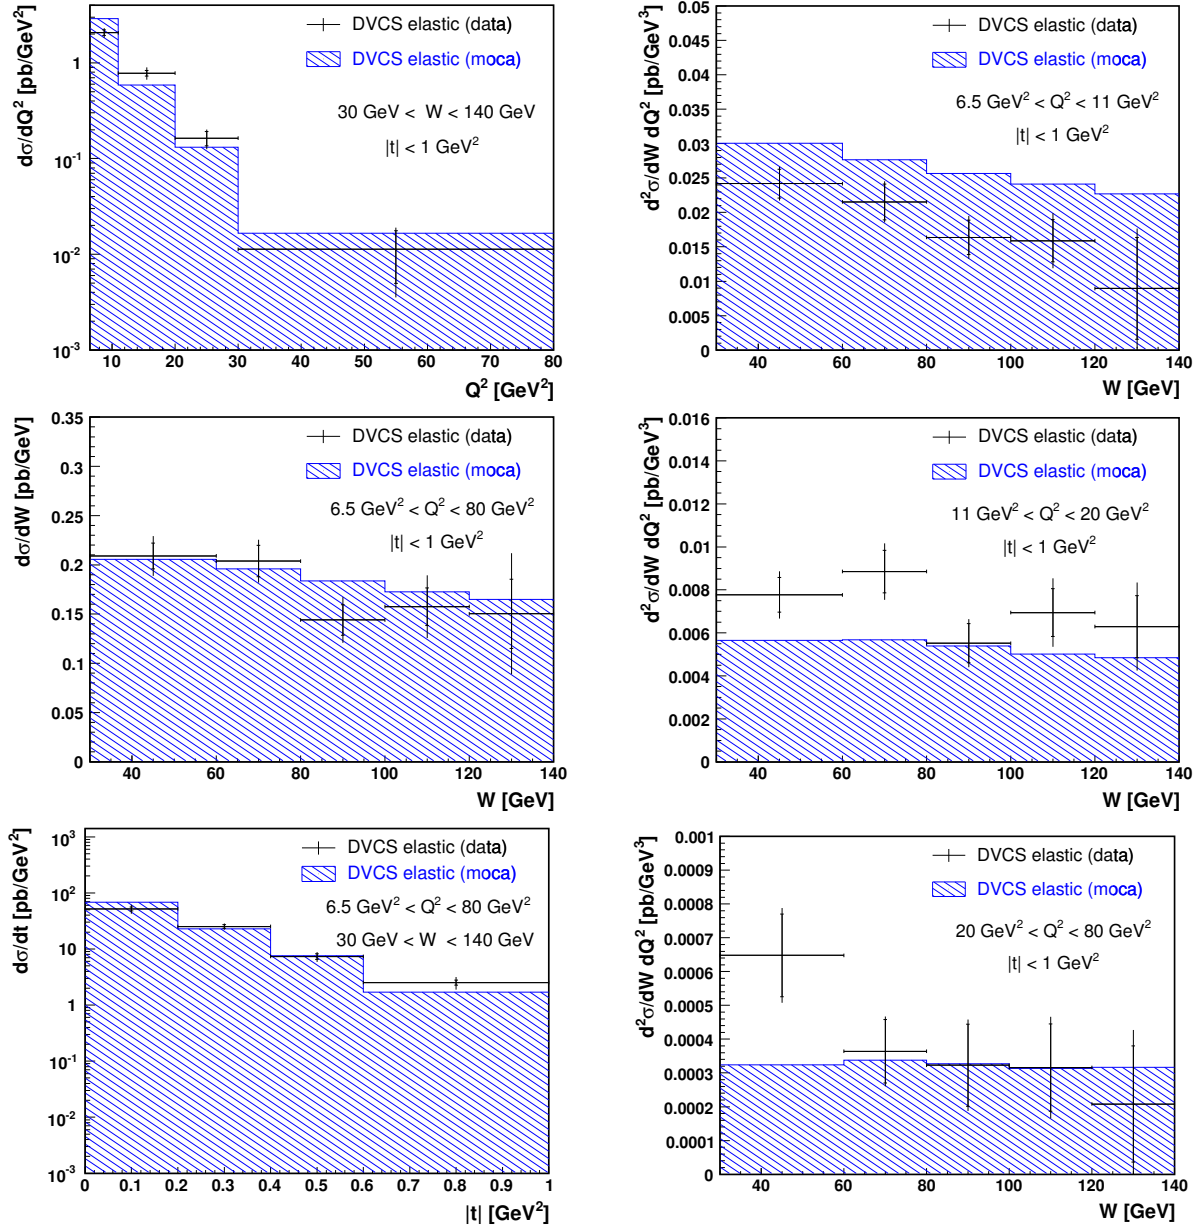 dσ/dQ² [pb/GeV²]
1
10⁻¹
10⁻²
10⁻³
DVCS elastic (data)
DVCS elastic (moca)
30 GeV < W < 140 GeV
|t| < 1 GeV²
10 20 30 40 50 60 70 80
Q² [GeV²]
d²σ/dW dQ² [pb/GeV³]
0.05
0.045
0.04
0.035
0.03
0.025
0.02
0.015
0.01
0.005
0
DVCS elastic (data)
DVCS elastic (moca)
6.5 GeV² < Q² < 11 GeV²
|t| < 1 GeV²
40 60 80 100 120 140
W [GeV]
dσ/dW [pb/GeV]
0.35
0.3
0.25
0.2
0.15
0.1
0.05
0
DVCS elastic (data)
DVCS elastic (moca)
6.5 GeV² < Q² < 80 GeV²
|t| < 1 GeV²
40 60 80 100 120 140
W [GeV]
d²σ/dW dQ² [pb/GeV³]
0.016
0.014
0.012
0.01
0.008
0.006
0.004
0.002
0
DVCS elastic (data)
DVCS elastic (moca)
11 GeV² < Q² < 20 GeV²
|t| < 1 GeV²
40 60 80 100 120 140
W [GeV]
dσ/dt [pb/GeV²]
10³
10²
10
1
10⁻¹
10⁻²
10⁻³
DVCS elastic (data)
DVCS elastic (moca)
6.5 GeV² < Q² < 80 GeV²
30 GeV < W < 140 GeV
0 0.1 0.2 0.3 0.4 0.5 0.6 0.7 0.8 0.9 1
|t| [GeV²]
d²σ/dW dQ² [pb/GeV³]
0.001
0.0009
0.0008
0.0007
0.0006
0.0005
0.0004
0.0003
0.0002
0.0001
0
DVCS elastic (data)
DVCS elastic (moca)
20 GeV² < Q² < 80 GeV²
|t| < 1 GeV²
40 60 80 100 120 140
W [GeV]